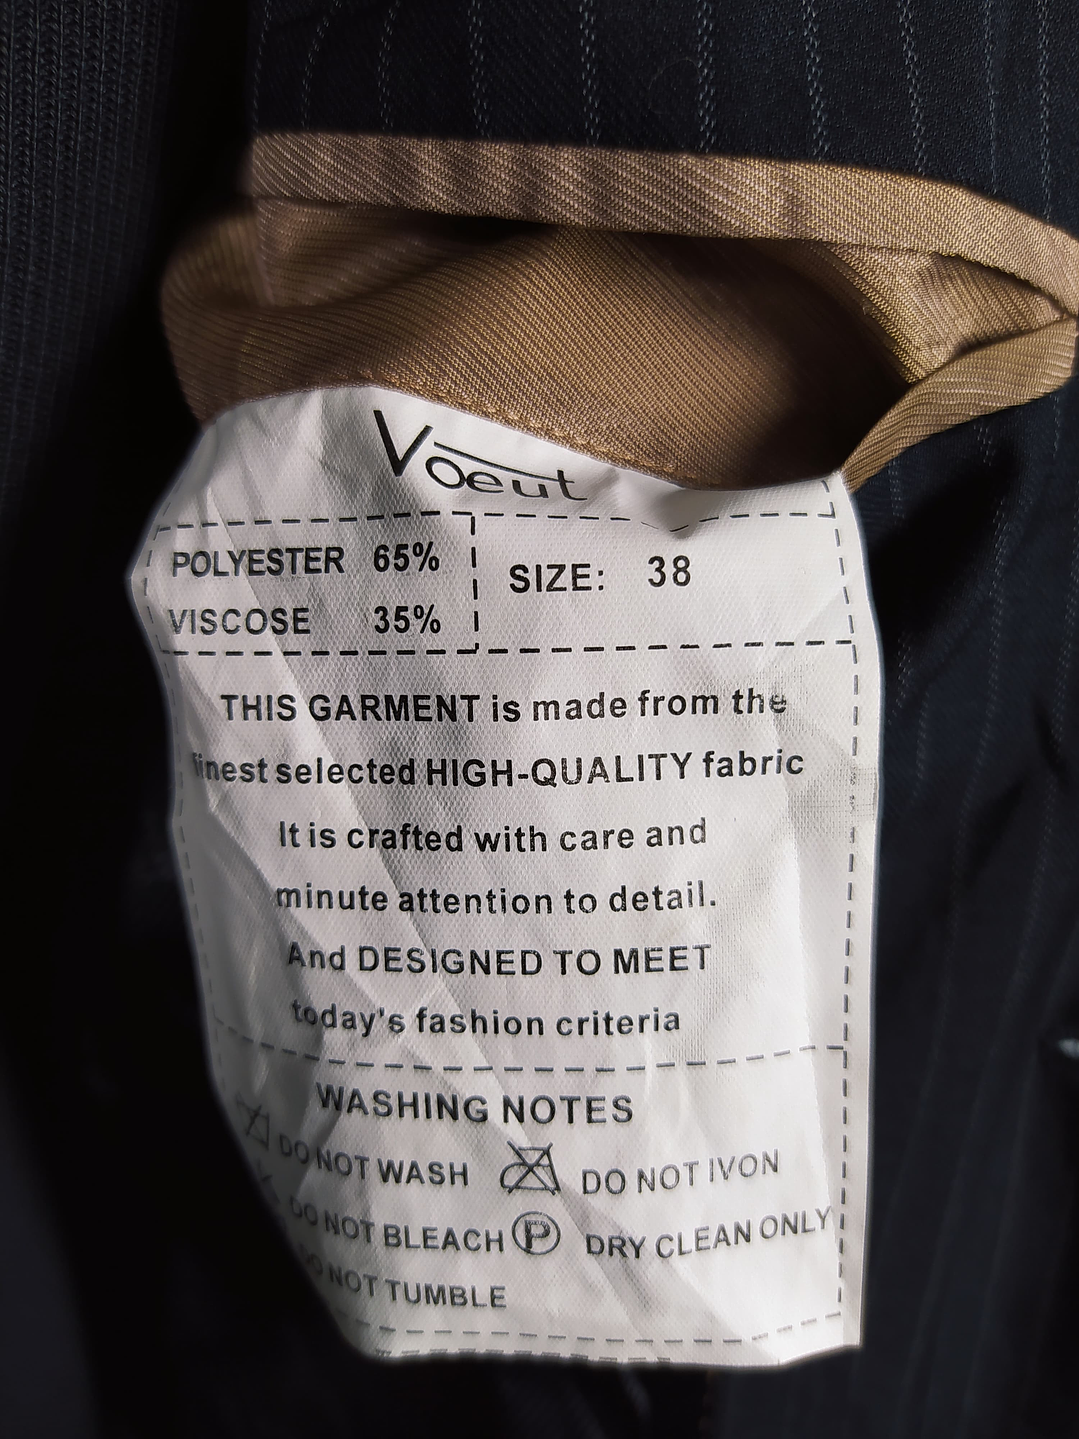 Voeut
POLYESTER 65%
VISCOSE 35%
SIZE: 38
THIS GARMENT is made from the
finest selected HIGH-QUALITY fabric
It is crafted with care and
minute attention to detail.
And DESIGNED TO MEET
today's fashion criteria
WASHING NOTES
DO NOT WASH DO NOT IVON
DO NOT BLEACH P DRY CLEAN ONLY
DO NOT TUMBLE